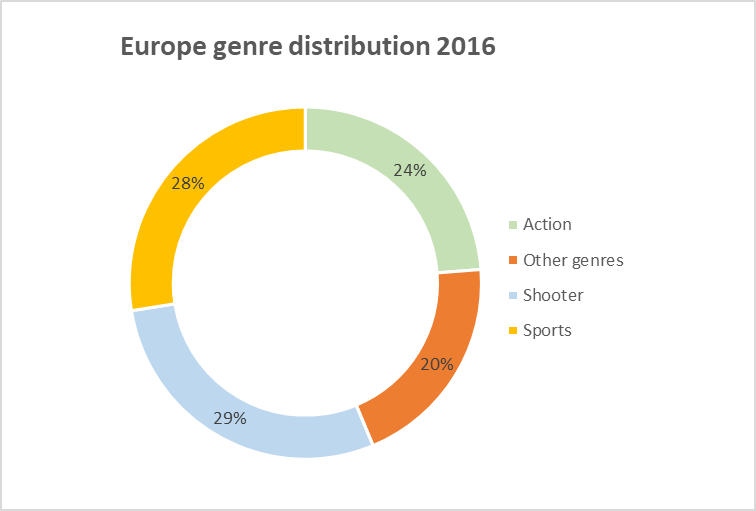 Europe genre distribution 2016
28%
24%
20%
29%
Action
Other genres
Shooter
Sports